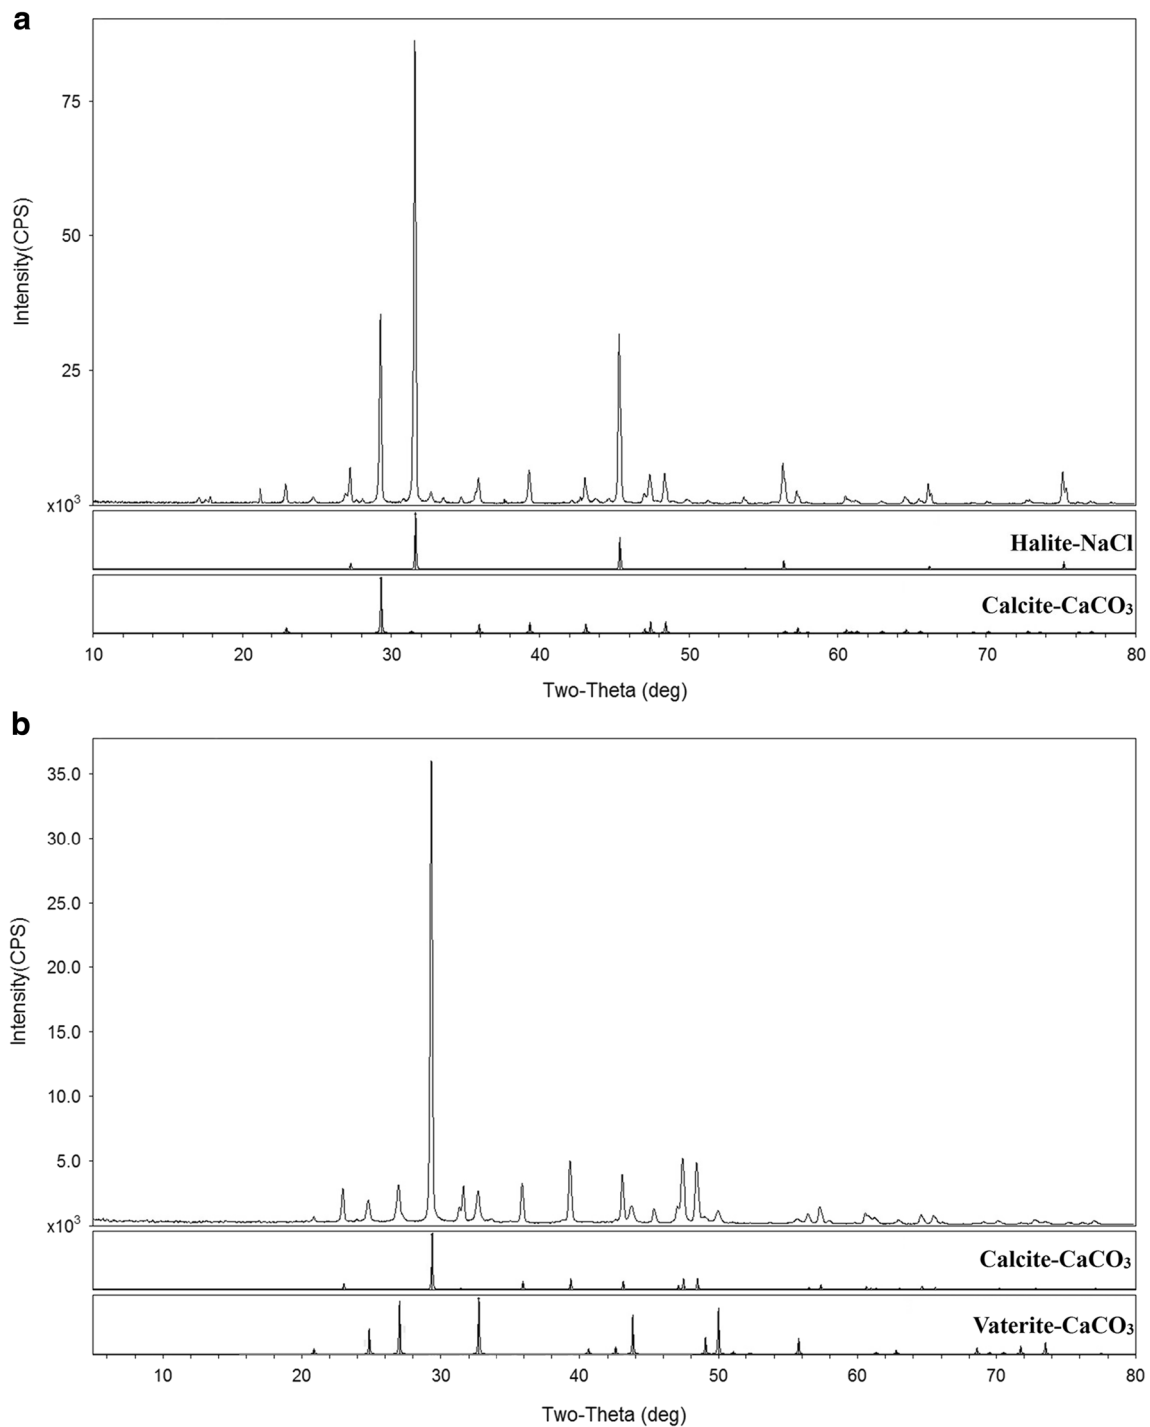 a
75
50
25
x10³
Intensity(CPS)
Halite-NaCl
Calcite-CaCO₃
10 20 30 40 50 60 70 80
Two-Theta (deg)
b
35.0
30.0
25.0
20.0
15.0
10.0
5.0
x10³
Intensity(CPS)
Calcite-CaCO₃
Vaterite-CaCO₃
10 20 30 40 50 60 70 80
Two-Theta (deg)